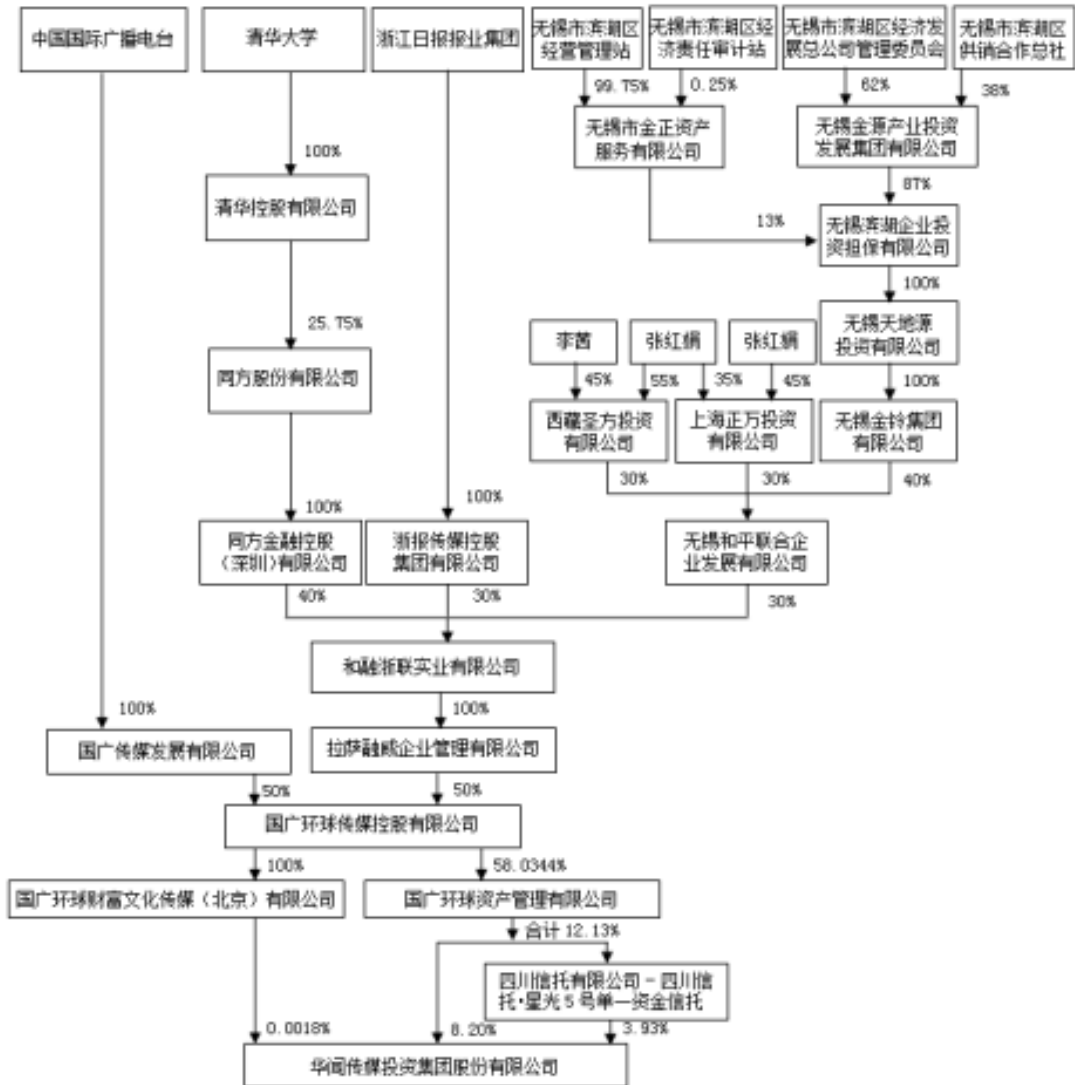 中国国际广播电台
清华大学
浙江日报报业集团
无锡市滨湖区
经营管理站
无锡市滨湖区经
济责任审计站
无锡市滨湖区经济发
展总公司管理委员会
无锡市滨湖区
供销合作总社
99.75%
0.25%
62%
38%
无锡市金正资产
服务有限公司
无锡金源产业投资
发展集团有限公司
100%
87%
清华控股有限公司
13%
无锡滨湖企业投
资担保有限公司
100%
25.75%
李茜
张红娟
张红娟
无锡天地源
投资有限公司
同方股份有限公司
45%
55%
35%
45%
100%
西藏圣方投资
有限公司
上海正万投资
有限公司
无锡金铃集团
有限公司
30%
30%
40%
100%
100%
同方金融控股
(深圳)有限公司
浙报传媒控股
集团有限公司
无锡和平联合企
业发展有限公司
40%
30%
30%
和融浙联实业有限公司
100%
100%
国广传媒发展有限公司
拉萨融威企业管理有限公司
50%
50%
国广环球传媒控股有限公司
100%
58.0344%
国广环球财富文化传媒(北京)有限公司
国广环球资产管理有限公司
合计 12.13%
四川信托有限公司-四川信
托·星光5号单一资金信托
0.0018%
8.20%
3.93%
华闻传媒投资集团股份有限公司